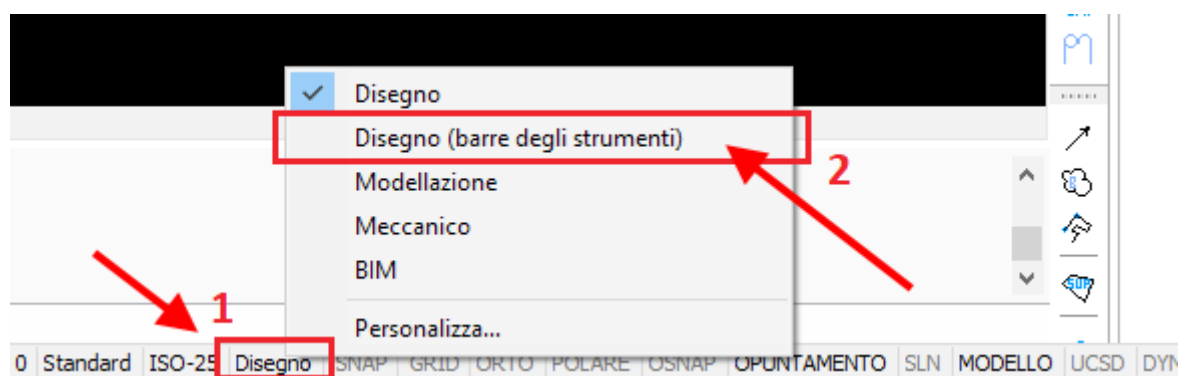 Disegno
Disegno (barre degli strumenti)
2
Modellazione
Meccanico
BIM
SUP
1
Personalizza...
0 Standard ISO-25 Disegno SNAP GRID ORTO POLARE OSNAP OPUNTAMENTO SLN MODELLO UCSD DYN